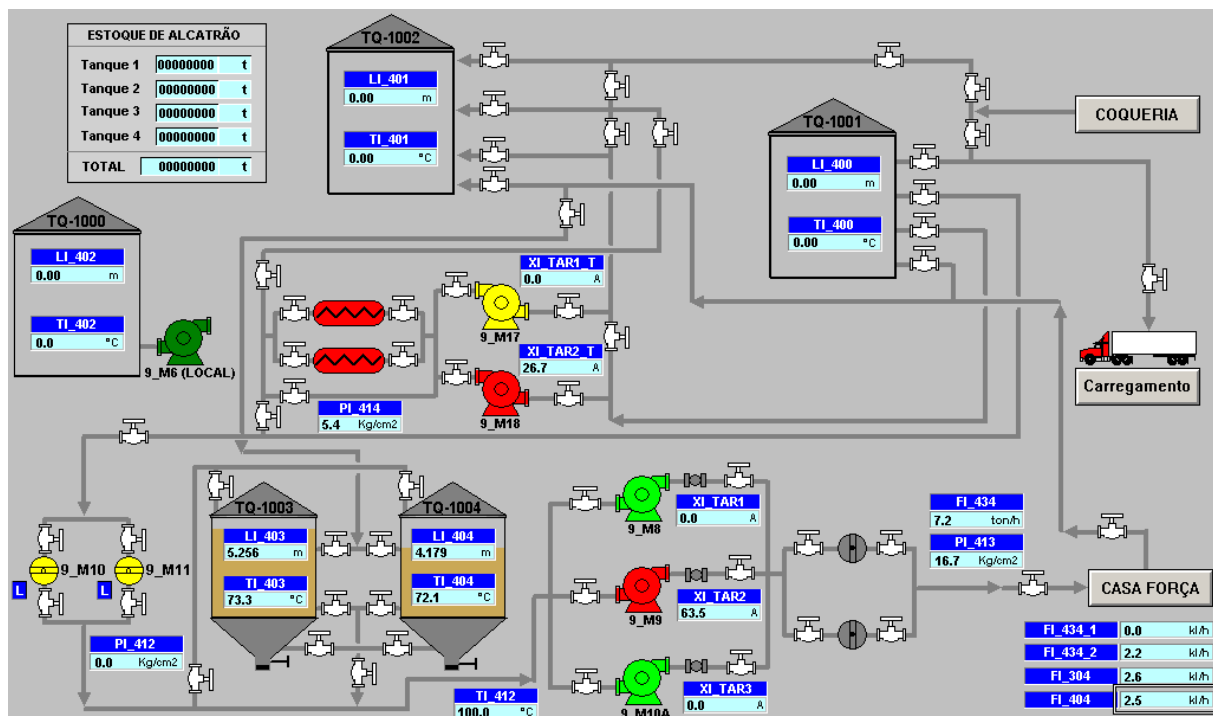 ESTOQUE DE ALCATRÃO
Tanque 1 00000000 t
Tanque 2 00000000 t
Tanque 3 00000000 t
Tanque 4 00000000 t
TOTAL 00000000 t
TQ-1002
LI_401
0.00 m
TI_401
0.00 °C
TQ-1001
LI_400
0.00 m
TI_400
0.00 °C
COQUERIA
TQ-1000
LI_402
0.00 m
TI_402
0.0 °C
9_M6 (LOCAL)
XI_TAR1_T
0.0 A
9_M17
XI_TAR2_T
26.7 A
9_M18
PI_414
5.4 Kg/cm2
Carregamento
TQ-1003
LI_403
5.256 m
TI_403
73.3 °C
TQ-1004
LI_404
4.179 m
TI_404
72.1 °C
9_M10
L
9_M11
L
PI_412
0.0 Kg/cm2
TI_412
100.0 °C
9_M8
XI_TAR1
0.0 A
9_M9
XI_TAR2
63.5 A
9_M10A
XI_TAR3
0.0 A
FI_434
7.2 ton/h
PI_413
16.7 Kg/cm2
CASA FORÇA
FI_434_1 0.0 kl/h
FI_434_2 2.2 kl/h
FI_304 2.6 kl/h
FI_404 2.5 kl/h